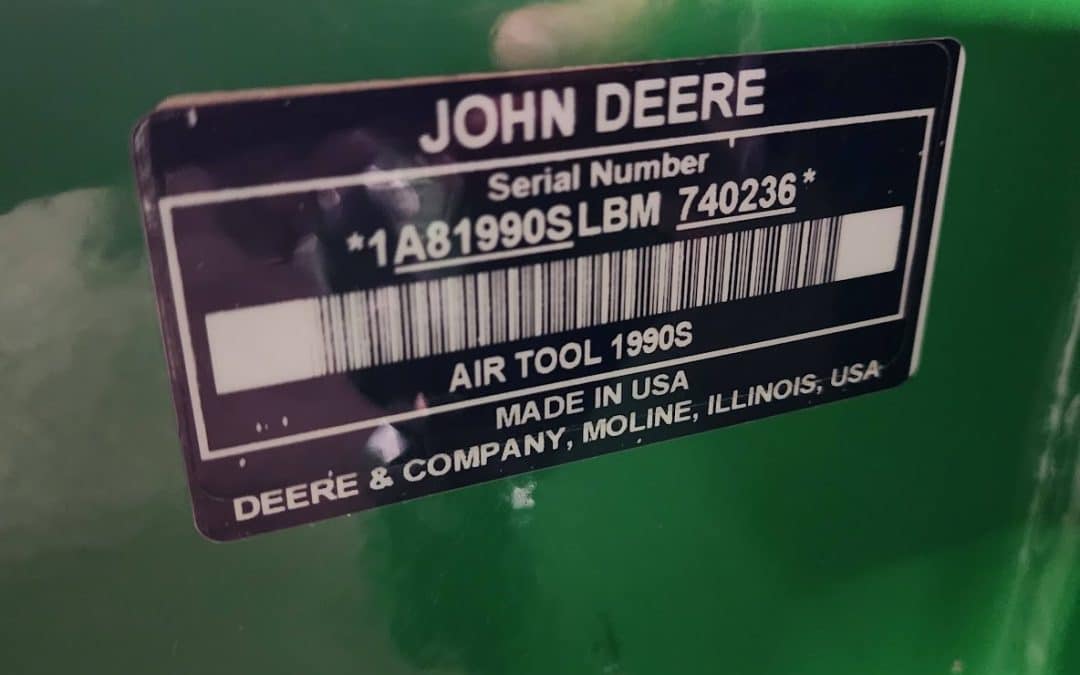 JOHN DEERE
Serial Number
*1A81990SLBM 740236*
AIR TOOL 1990S
MADE IN USA
DEERE & COMPANY, MOLINE, ILLINOIS, USA